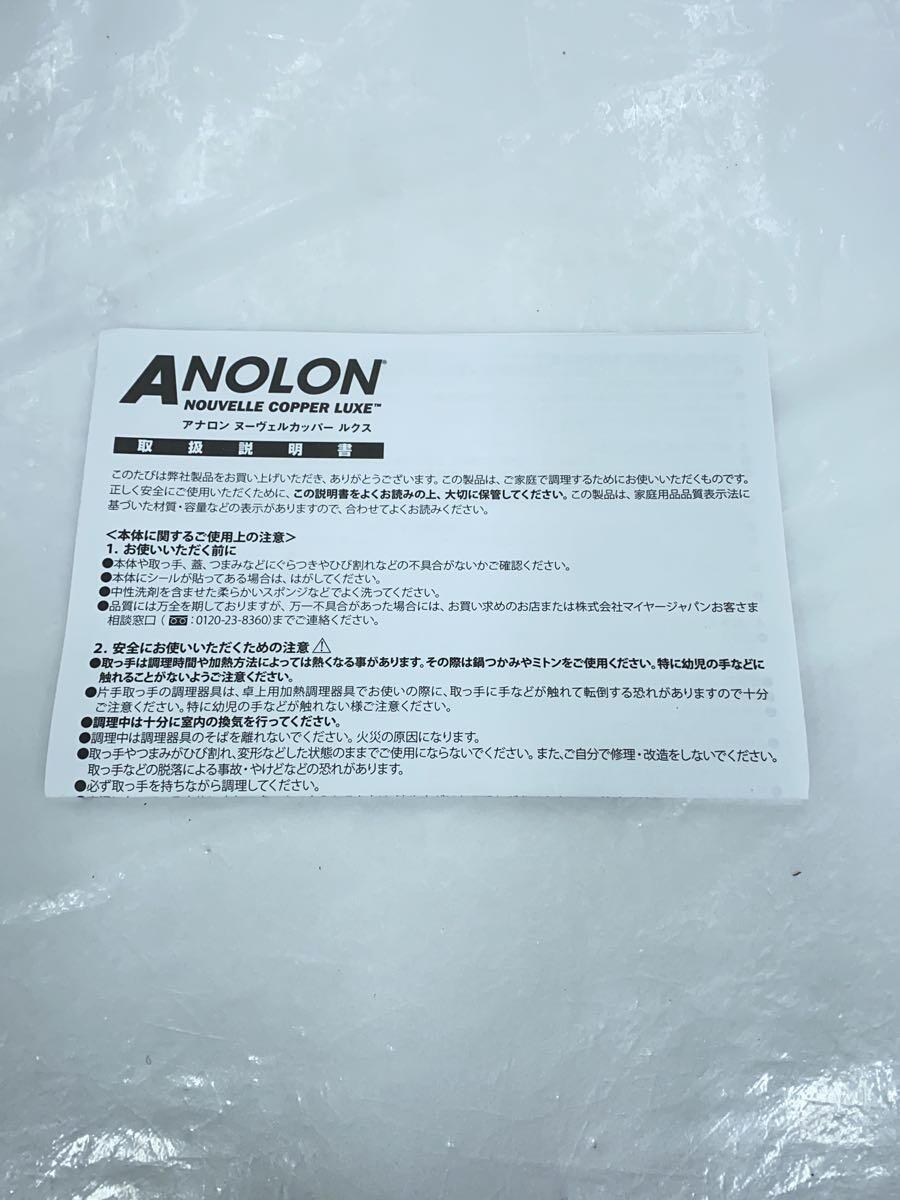 ANOLON®
NOUVELLE COPPER LUXE™
アナロン ヌーヴェルカッパー ルクス
取扱説明書
このたびは弊社製品をお買い上げいただき、ありがとうございます。この製品は、ご家庭で調理するためにお使いいただくものです。
正しく安全にご使用いただくために、この説明書をよくお読みの上、大切に保管してください。この製品は、家庭用品品質表示法に
基づいた材質・容量などの表示がありますので、合わせてよくお読みください。
＜本体に関するご使用上の注意＞
1. お使いいただく前に
●本体や取っ手、蓋、つまみなどにぐらつきやひび割れなどの不具合がないかご確認ください。
●本体にシールが貼ってある場合は、はがしてください。
●中性洗剤を含ませた柔らかいスポンジなどでよく洗ってください。
●品質には万全を期しておりますが、万一不具合があった場合には、お買い求めのお店または株式会社マイヤージャパンお客さま
相談窓口（ :0120-23-8360)までご連絡ください。
2. 安全にお使いいただくための注意⚠
●取っ手は調理時間や加熱方法によっては熱くなる事があります。その際は鍋つかみやミトンをご使用ください。特に幼児の手などに
触れることがないようご注意ください。
●片手取っ手の調理器具は、卓上用加熱調理器具でお使いの際に、取っ手に手などが触れて転倒する恐れがありますので十分
ご注意ください。特に幼児の手などが触れない様ご注意ください。
●調理中は十分に室内の換気を行ってください。
●調理中は調理器具のそばを離れないでください。火災の原因になります。
●取っ手やつまみがひび割れ、変形などした状態のままでご使用にならないでください。また、ご自分で修理・改造をしないでください。
取っ手などの脱落による事故・やけどなどの恐れがあります。
●必ず取っ手を持ちながら調理してください。